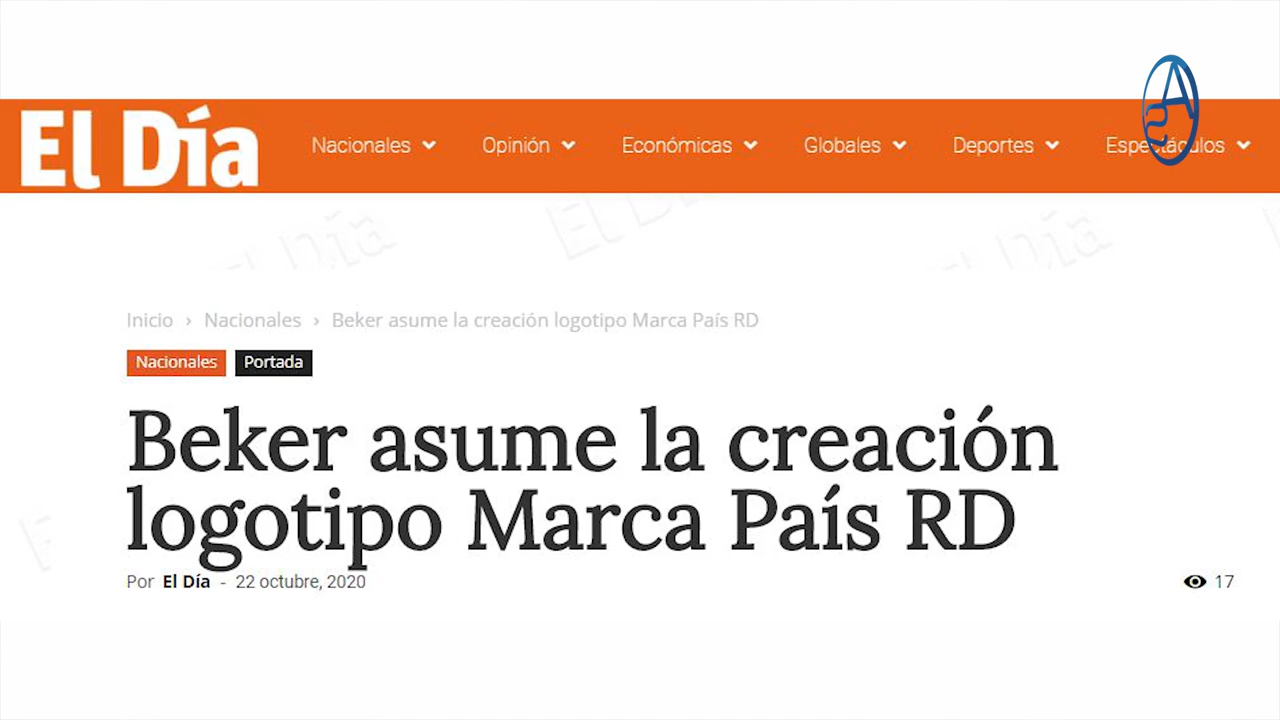 El Día
Nacionales Opinión Económicas Globales Deportes Espectáculos
Inicio › Nacionales › Beker asume la creación logotipo Marca País RD
Nacionales Portada
Beker asume la creación
logotipo Marca País RD
Por El Día - 22 octubre, 2020 17